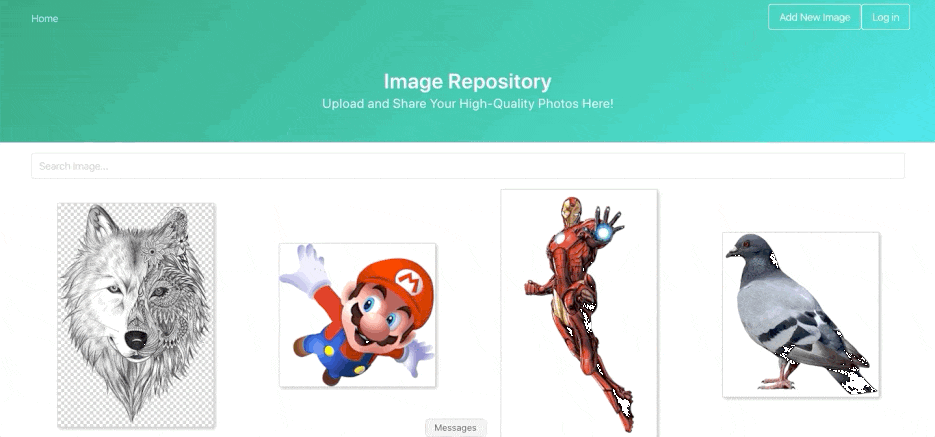 Home
Add New Image
Log in
Image Repository
Upload and Share Your High-Quality Photos Here!
Search Image...
M
Messages